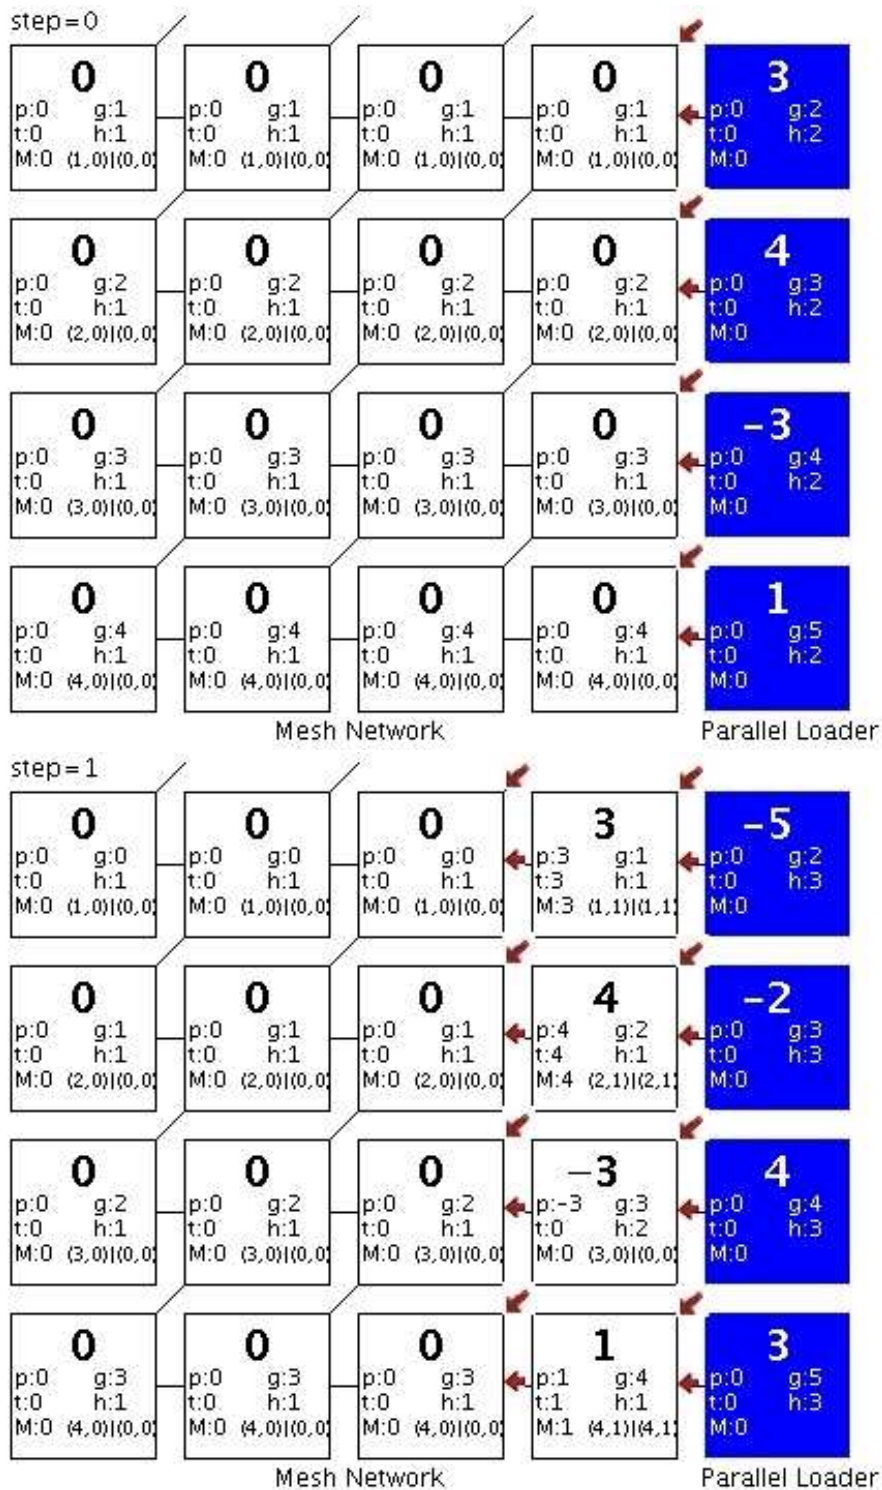 step=0
0 0 0 0 3
p:0 g:1 p:0 g:1 p:0 g:1 p:0 g:1 p:0 g:2
t:0 h:1 t:0 h:1 t:0 h:1 t:0 h:1 t:0 h:2
M:0 (1,0)|(0,0) M:0 (1,0)|(0,0) M:0 (1,0)|(0,0) M:0 (1,0)|(0,0) M:0
0 0 0 0 4
p:0 g:2 p:0 g:2 p:0 g:2 p:0 g:2 p:0 g:3
t:0 h:1 t:0 h:1 t:0 h:1 t:0 h:1 t:0 h:2
M:0 (2,0)|(0,0) M:0 (2,0)|(0,0) M:0 (2,0)|(0,0) M:0 (2,0)|(0,0) M:0
0 0 0 0 -3
p:0 g:3 p:0 g:3 p:0 g:3 p:0 g:3 p:0 g:4
t:0 h:1 t:0 h:1 t:0 h:1 t:0 h:1 t:0 h:2
M:0 (3,0)|(0,0) M:0 (3,0)|(0,0) M:0 (3,0)|(0,0) M:0 (3,0)|(0,0) M:0
0 0 0 0 1
p:0 g:4 p:0 g:4 p:0 g:4 p:0 g:4 p:0 g:5
t:0 h:1 t:0 h:1 t:0 h:1 t:0 h:1 t:0 h:2
M:0 (4,0)|(0,0) M:0 (4,0)|(0,0) M:0 (4,0)|(0,0) M:0 (4,0)|(0,0) M:0
Mesh Network Parallel Loader
step=1
0 0 0 3 -5
p:0 g:0 p:0 g:0 p:0 g:0 p:3 g:1 p:0 g:2
t:0 h:1 t:0 h:1 t:0 h:1 t:3 h:1 t:0 h:3
M:0 (1,0)|(0,0) M:0 (1,0)|(0,0) M:0 (1,0)|(0,0) M:3 (1,1)|(1,1) M:0
0 0 0 4 -2
p:0 g:1 p:0 g:1 p:0 g:1 p:4 g:2 p:0 g:3
t:0 h:1 t:0 h:1 t:0 h:1 t:4 h:1 t:0 h:3
M:0 (2,0)|(0,0) M:0 (2,0)|(0,0) M:0 (2,0)|(0,0) M:4 (2,1)|(2,1) M:0
0 0 0 -3 4
p:0 g:2 p:0 g:2 p:0 g:2 p:-3 g:3 p:0 g:4
t:0 h:1 t:0 h:1 t:0 h:1 t:0 h:2 t:0 h:3
M:0 (3,0)|(0,0) M:0 (3,0)|(0,0) M:0 (3,0)|(0,0) M:0 (3,0)|(0,0) M:0
0 0 0 1 3
p:0 g:3 p:0 g:3 p:0 g:3 p:1 g:4 p:0 g:5
t:0 h:1 t:0 h:1 t:0 h:1 t:1 h:1 t:0 h:3
M:0 (4,0)|(0,0) M:0 (4,0)|(0,0) M:0 (4,0)|(0,0) M:1 (4,1)|(4,1) M:0
Mesh Network Parallel Loader